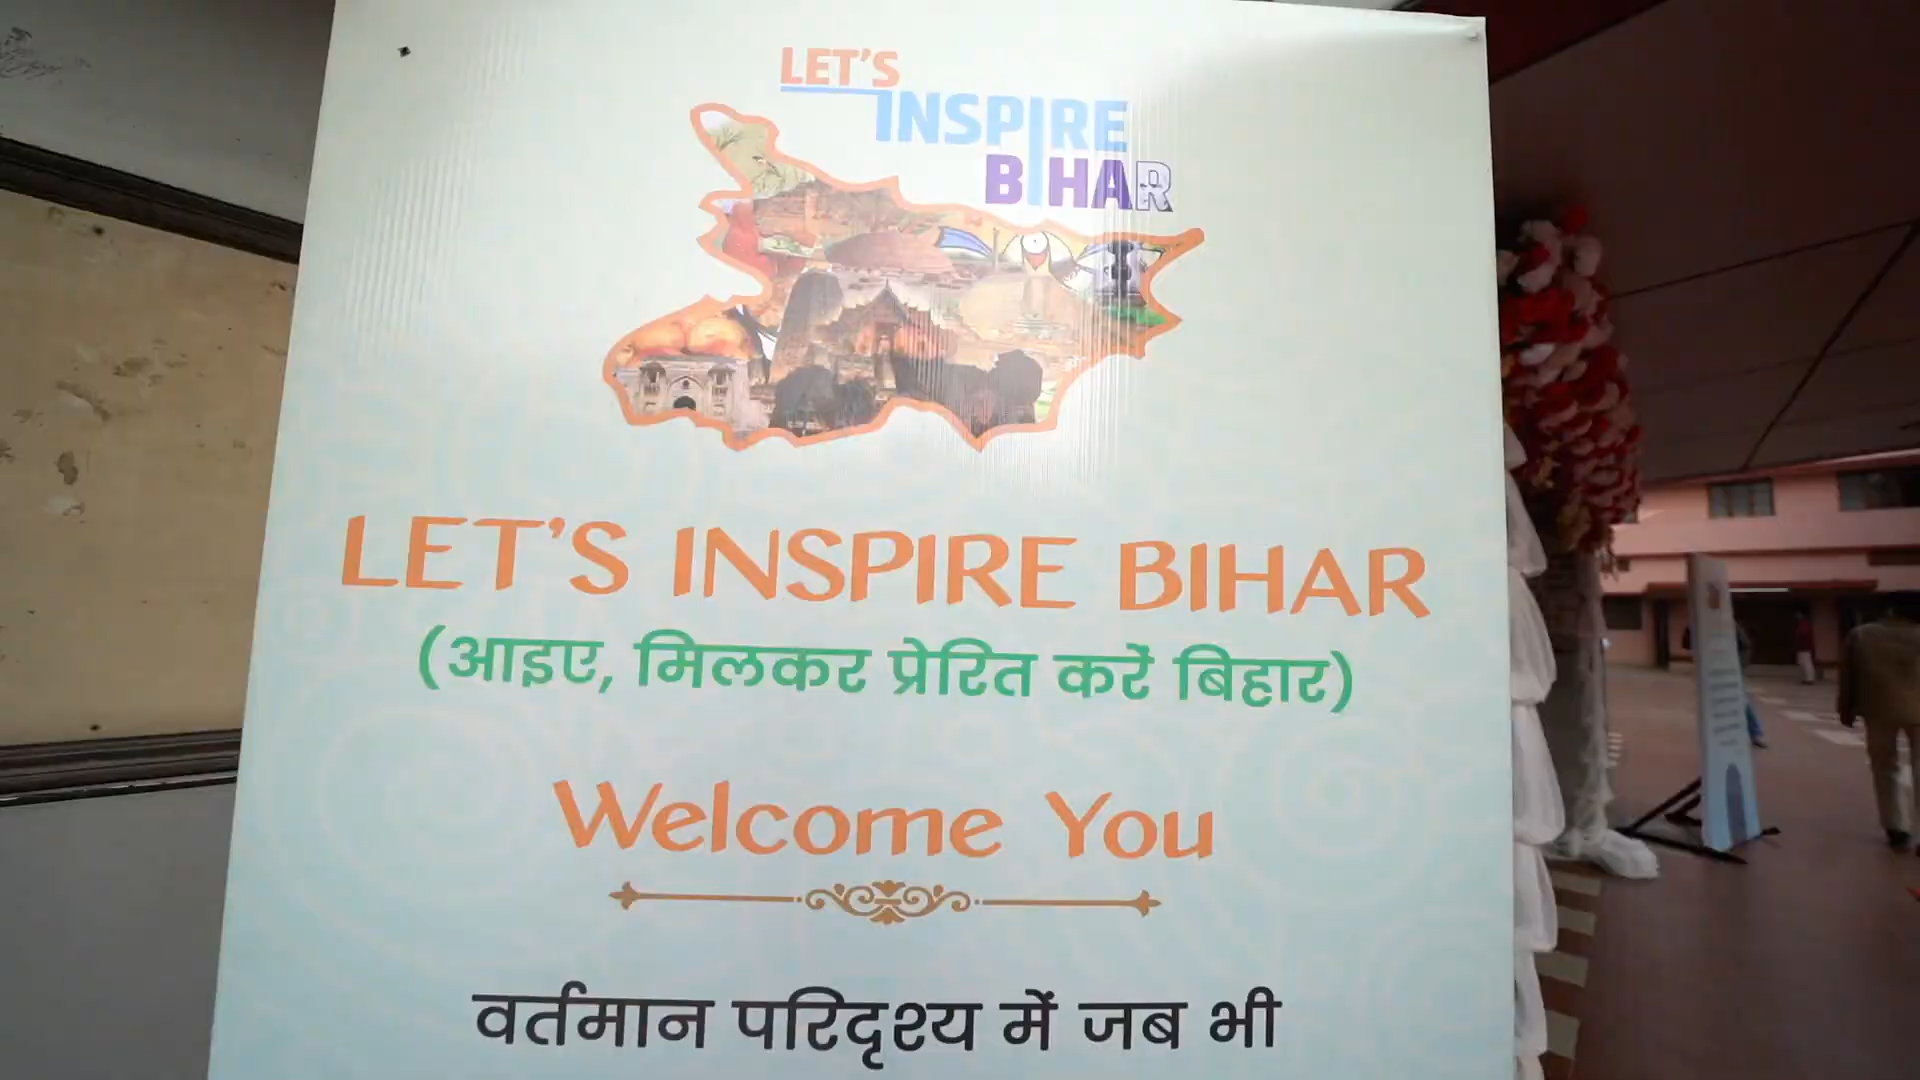 LET'S
INSPIRE
BIHAR
LET'S INSPIRE BIHAR
(आइए, मिलकर प्रेरित करें बिहार)
Welcome You
वर्तमान परिदृश्य में जब भी